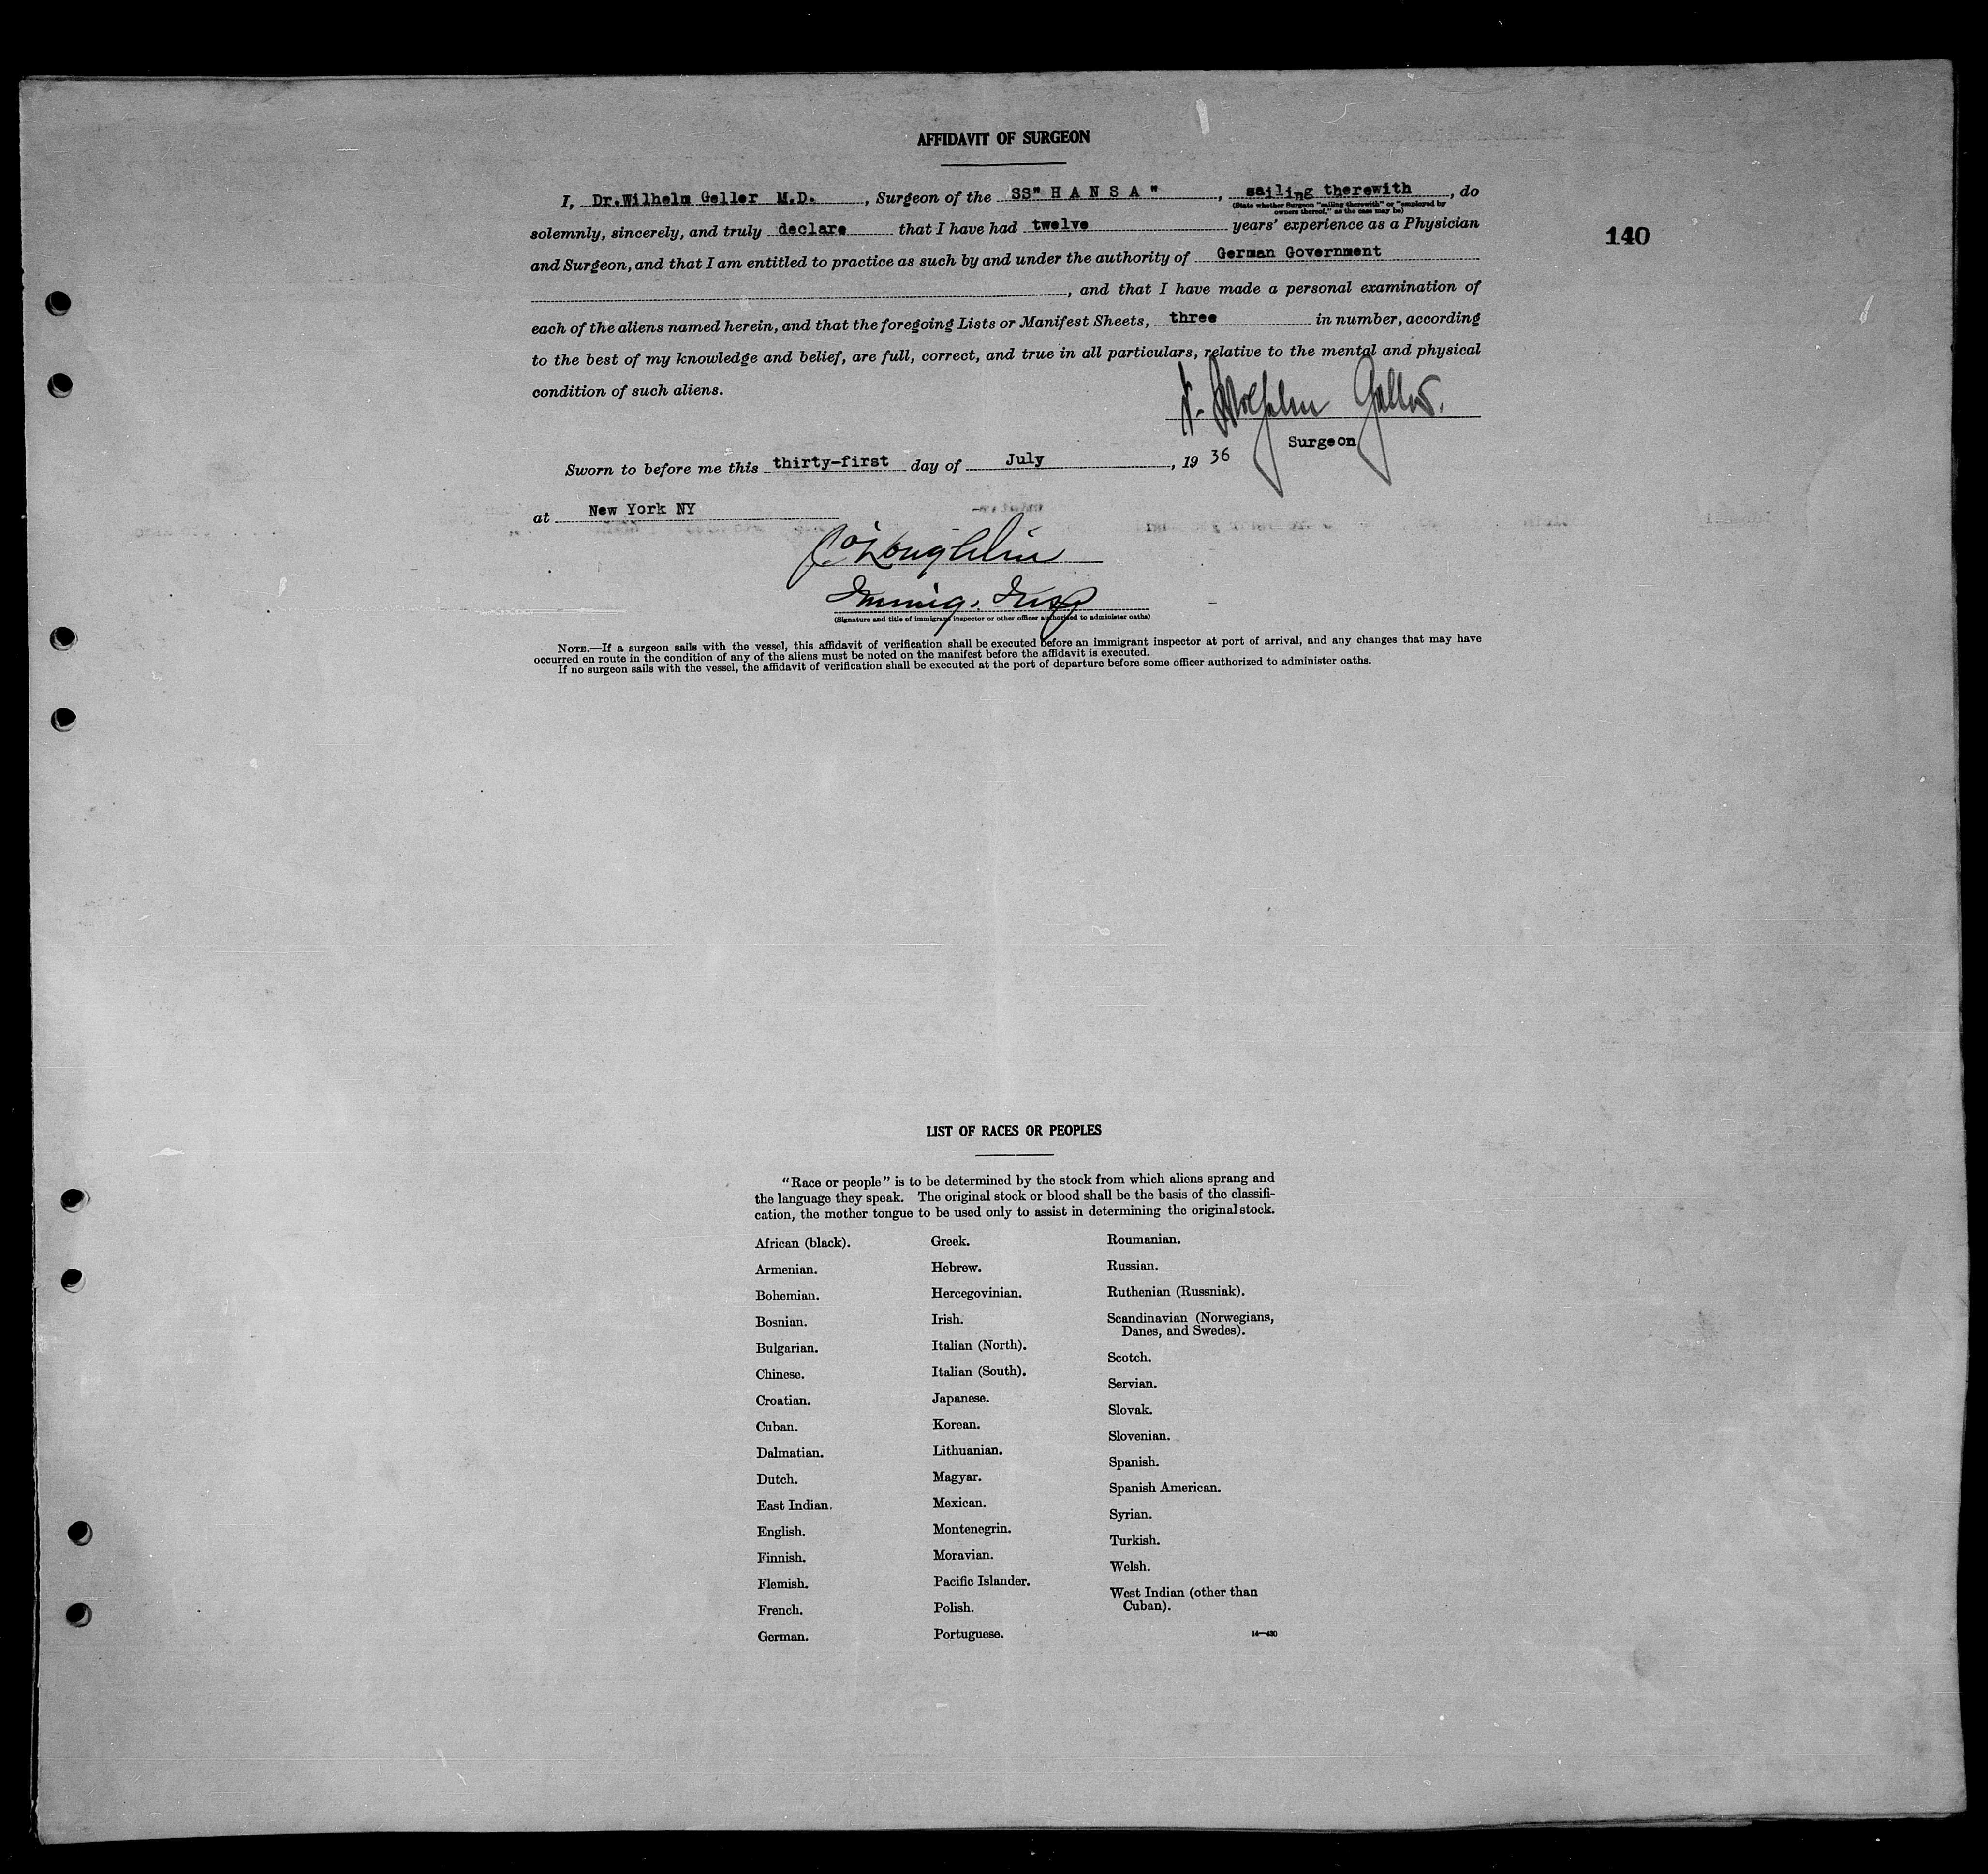 AFFIDAVIT OF SURGEON
I, Dr.Wilhelm Geller M.D. , Surgeon of the SS" H A N S A " , sailing therewith , do
(State whether Surgeon "sailing therewith" or "employed by
owners thereof," as the case may be)
solemnly, sincerely, and truly declare that I have had twelve years' experience as a Physician
140
and Surgeon, and that I am entitled to practice as such by and under the authority of German Government
, and that I have made a personal examination of
each of the aliens named herein, and that the foregoing Lists or Manifest Sheets, three in number, according
to the best of my knowledge and belief, are full, correct, and true in all particulars, relative to the mental and physical
condition of such aliens.
Dr. Wilhelm Geller.
Surgeon
Sworn to before me this thirty-first day of July , 19 36
at New York NY
O'Loughlin
Immig. Insp
(Signature and title of immigrant inspector or other officer authorized to administer oaths)
NOTE.—If a surgeon sails with the vessel, this affidavit of verification shall be executed before an immigrant inspector at port of arrival, and any changes that may have
occurred en route in the condition of any of the aliens must be noted on the manifest before the affidavit is executed.
If no surgeon sails with the vessel, the affidavit of verification shall be executed at the port of departure before some officer authorized to administer oaths.
LIST OF RACES OR PEOPLES
"Race or people" is to be determined by the stock from which aliens sprang and
the language they speak. The original stock or blood shall be the basis of the classifi-
cation, the mother tongue to be used only to assist in determining the original stock.
African (black).
Armenian.
Bohemian.
Bosnian.
Bulgarian.
Chinese.
Croatian.
Cuban.
Dalmatian.
Dutch.
East Indian.
English.
Finnish.
Flemish.
French.
German.
Greek.
Hebrew.
Hercegovinian.
Irish.
Italian (North).
Italian (South).
Japanese.
Korean.
Lithuanian.
Magyar.
Mexican.
Montenegrin.
Moravian.
Pacific Islander.
Polish.
Portuguese.
Roumanian.
Russian.
Ruthenian (Russniak).
Scandinavian (Norwegians,
Danes, and Swedes).
Scotch.
Servian.
Slovak.
Slovenian.
Spanish.
Spanish American.
Syrian.
Turkish.
Welsh.
West Indian (other than
Cuban).
14—430